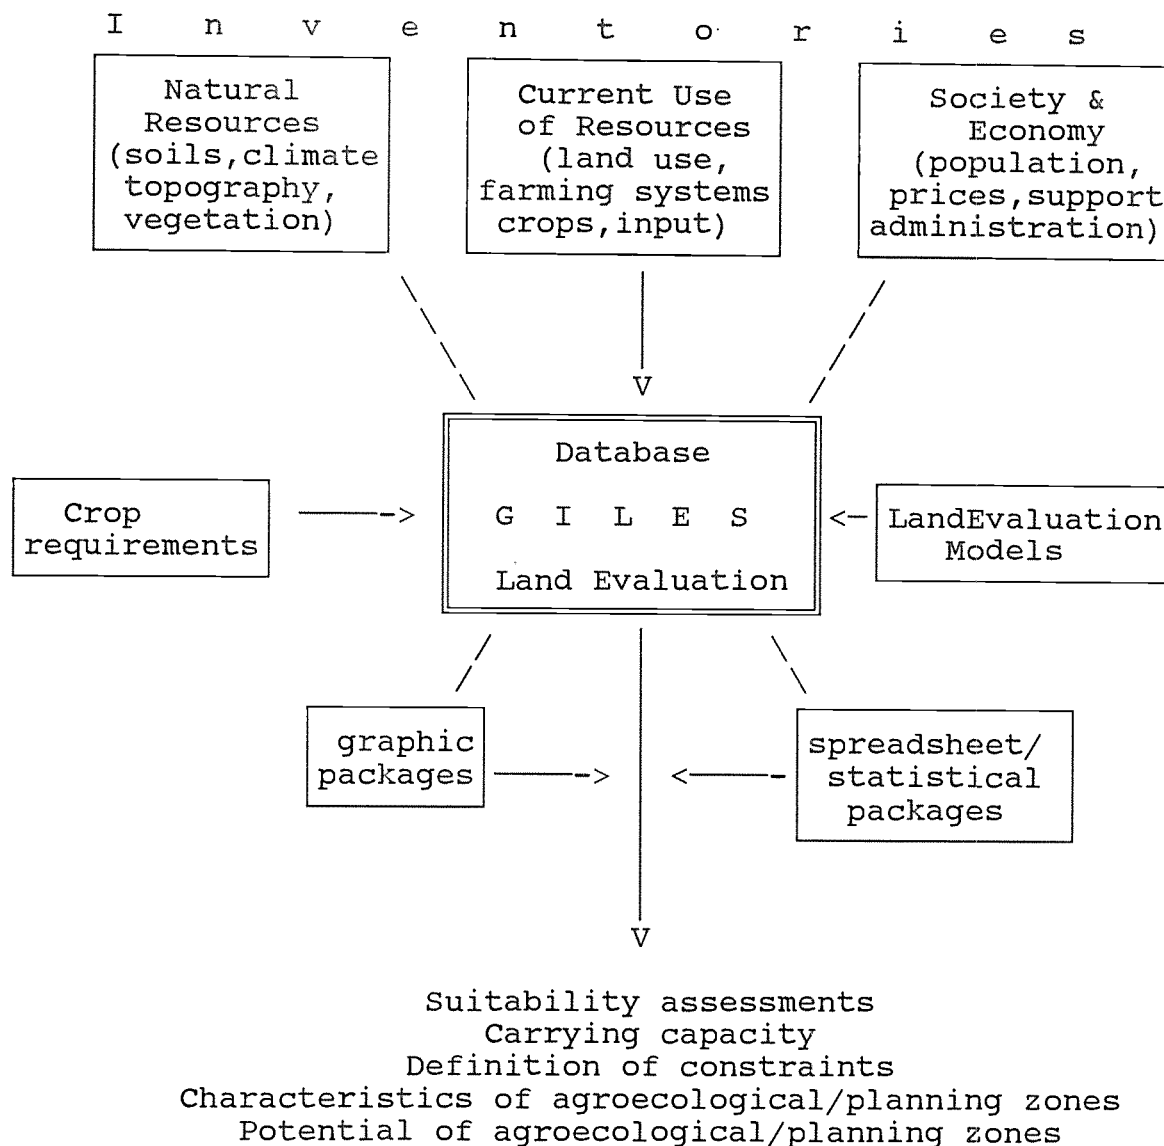 I n v e n t o r i e s
Natural
Resources
(soils,climate
topography,
vegetation)
Current Use
of Resources
(land use,
farming systems
crops,input)
Society &
Economy
(population,
prices,support
administration)
V
Database
G I L E S
Land Evaluation
Crop
requirements
LandEvaluation
Models
graphic
packages
spreadsheet/
statistical
packages
V
Suitability assessments
Carrying capacity
Definition of constraints
Characteristics of agroecological/planning zones
Potential of agroecological/planning zones